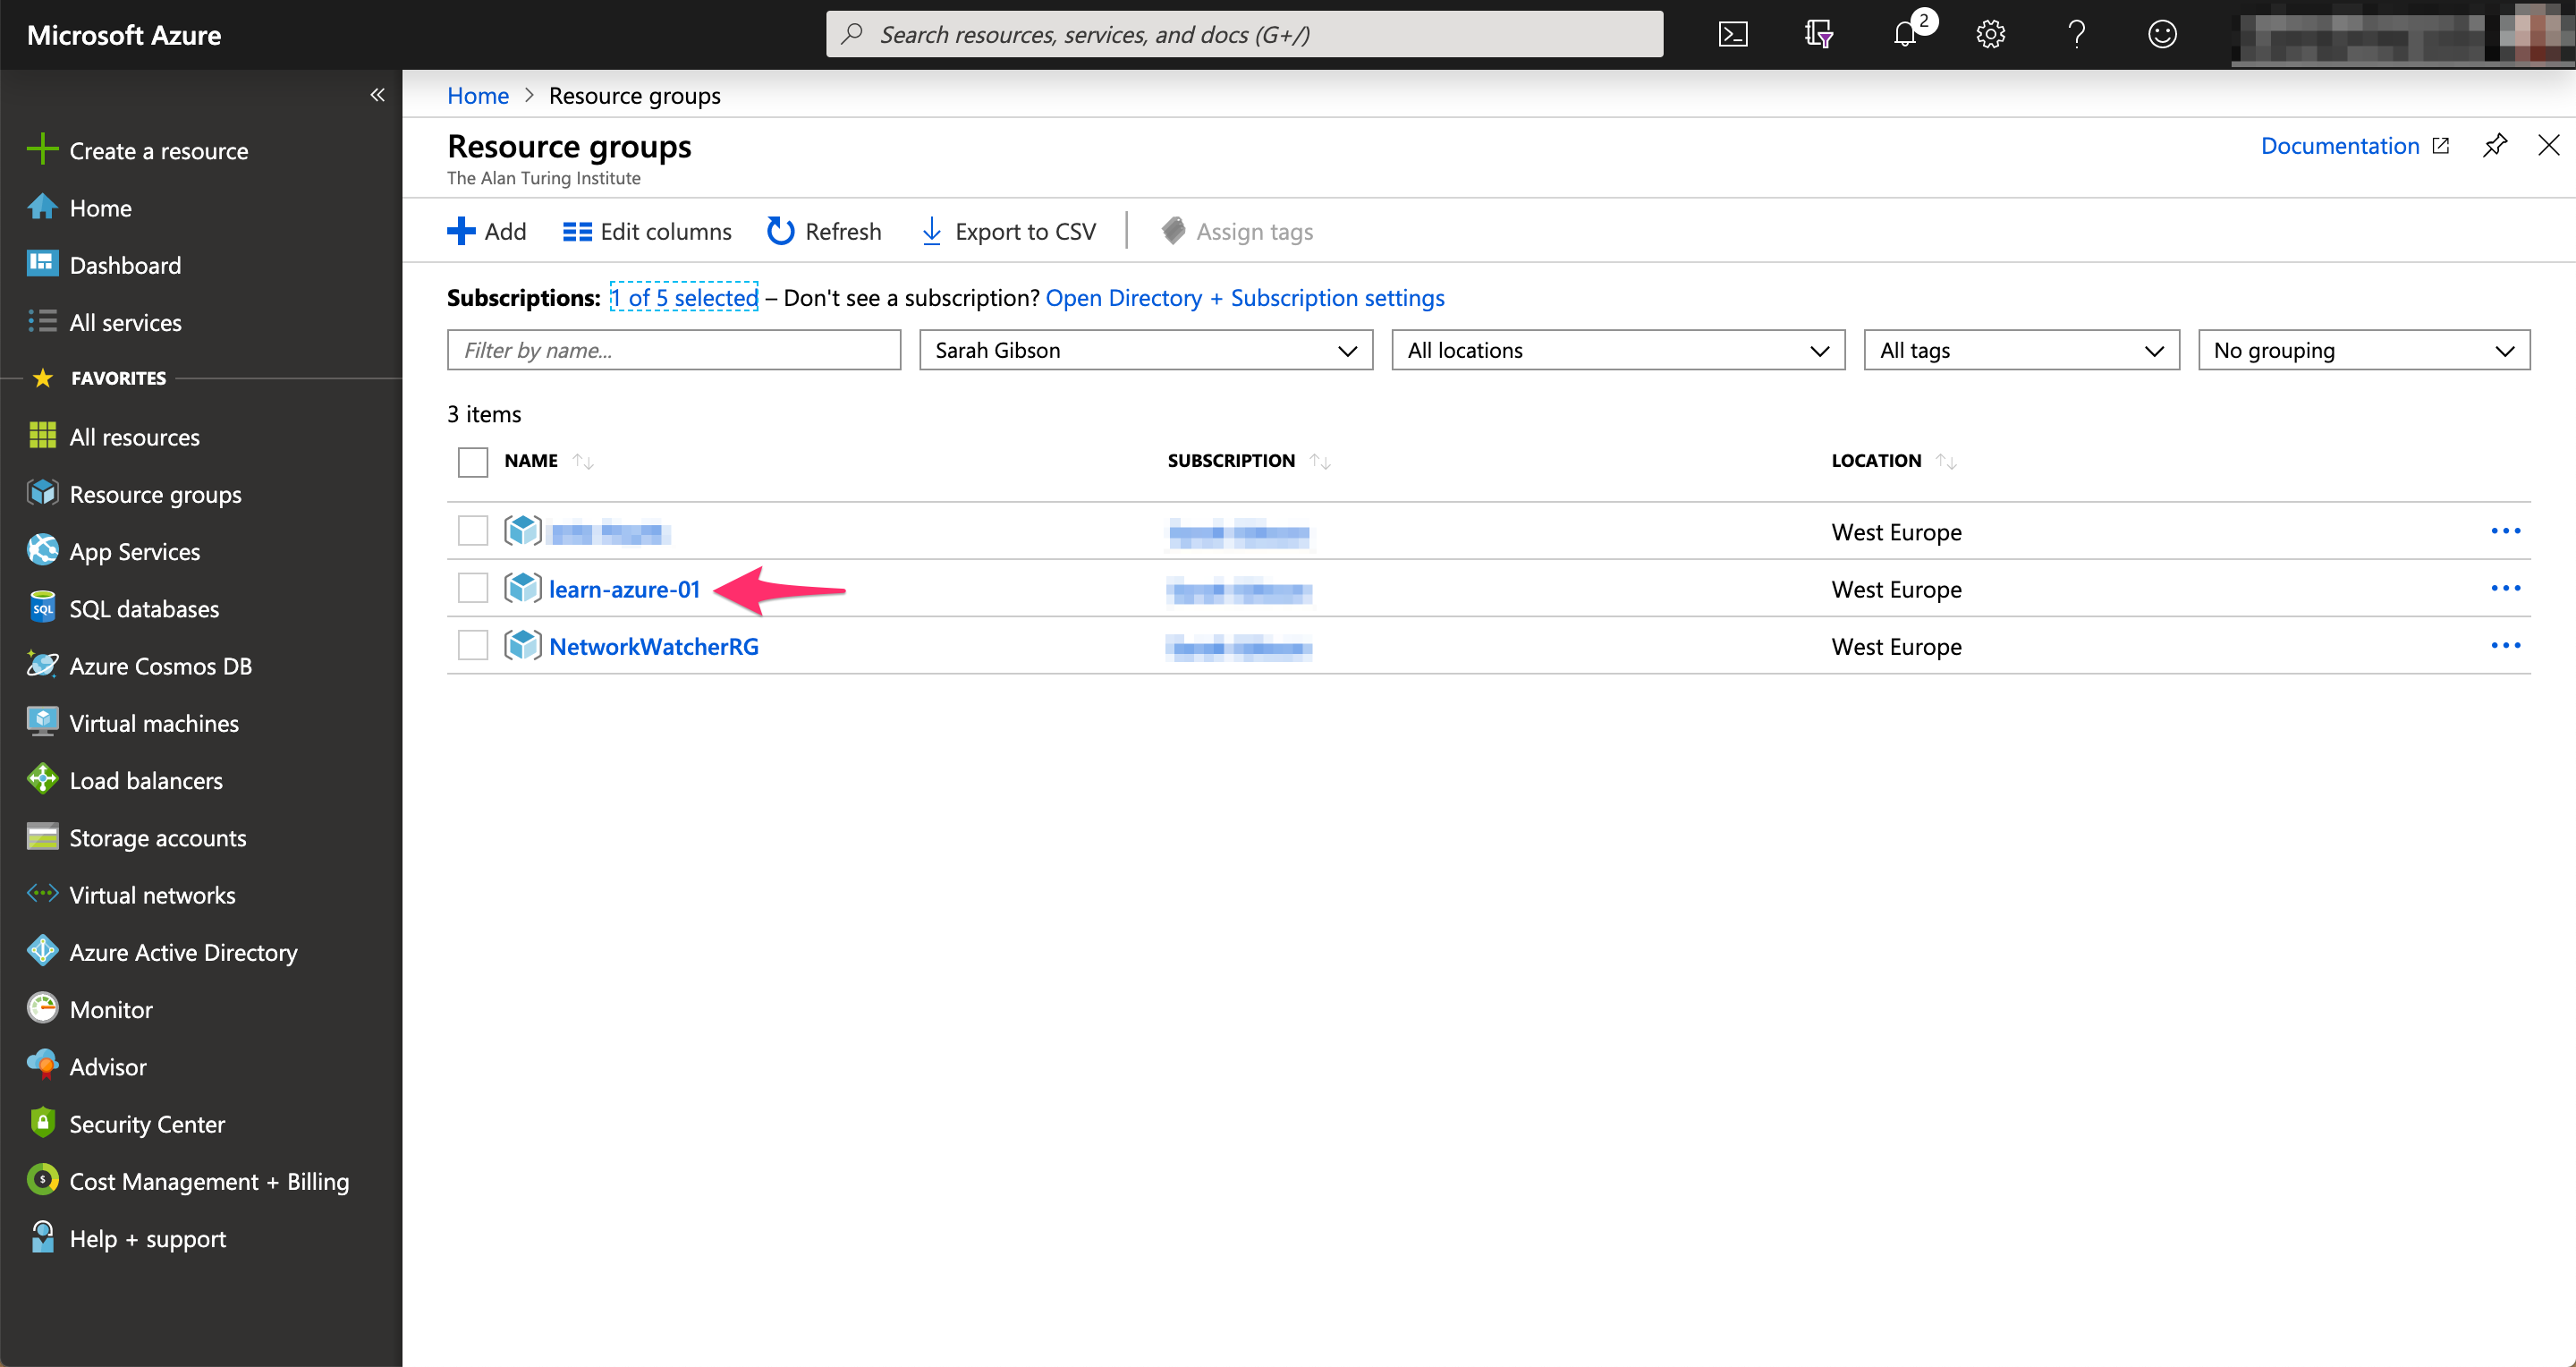 Microsoft Azure
Search resources, services, and docs (G+/)
2
«
Create a resource
Home
Dashboard
All services
FAVORITES
All resources
Resource groups
App Services
SQL databases
Azure Cosmos DB
Virtual machines
Load balancers
Storage accounts
Virtual networks
Azure Active Directory
Monitor
Advisor
Security Center
Cost Management + Billing
Help + support
Home > Resource groups
Resource groups
The Alan Turing Institute
Documentation
Add Edit columns Refresh Export to CSV Assign tags
Subscriptions: 1 of 5 selected – Don't see a subscription? Open Directory + Subscription settings
Filter by name... Sarah Gibson All locations All tags No grouping
3 items
NAME SUBSCRIPTION LOCATION
West Europe
learn-azure-01 West Europe
NetworkWatcherRG West Europe